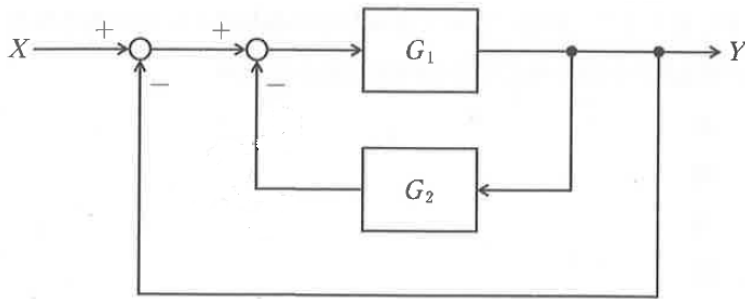 X + + G₁ Y
− −
G₂